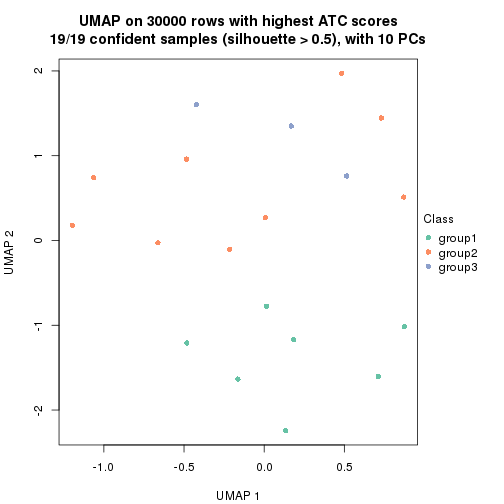 UMAP on 30000 rows with highest ATC scores
19/19 confident samples (silhouette > 0.5), with 10 PCs
2
1
0
-1
-2
UMAP 2
-1.0 -0.5 0.0 0.5
UMAP 1
Class
group1
group2
group3